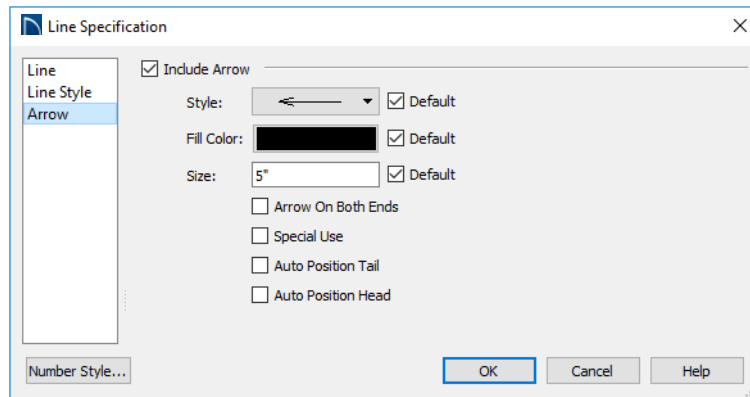 Line Specification
Line
Line Style
Arrow
Include Arrow
Style:
Default
Fill Color:
Default
Size:
5"
Default
Arrow On Both Ends
Special Use
Auto Position Tail
Auto Position Head
Number Style...
OK
Cancel
Help